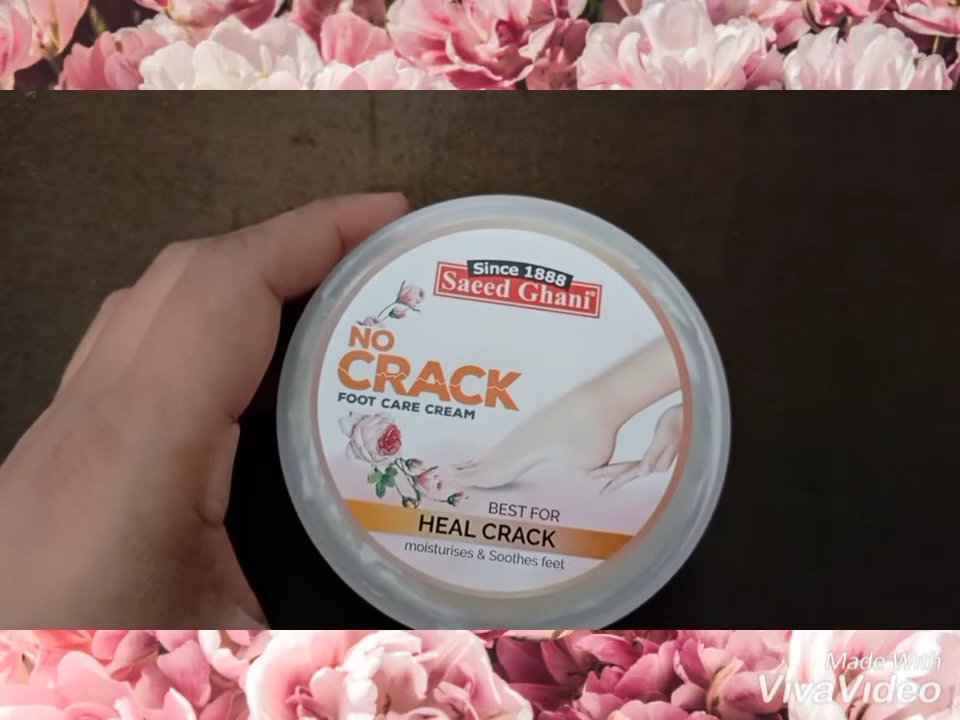 Since 1888
Saeed Ghani®
NO
CRACK
FOOT CARE CREAM
BEST FOR
HEAL CRACK
moisturises & Soothes feet
Made With
VivaVideo